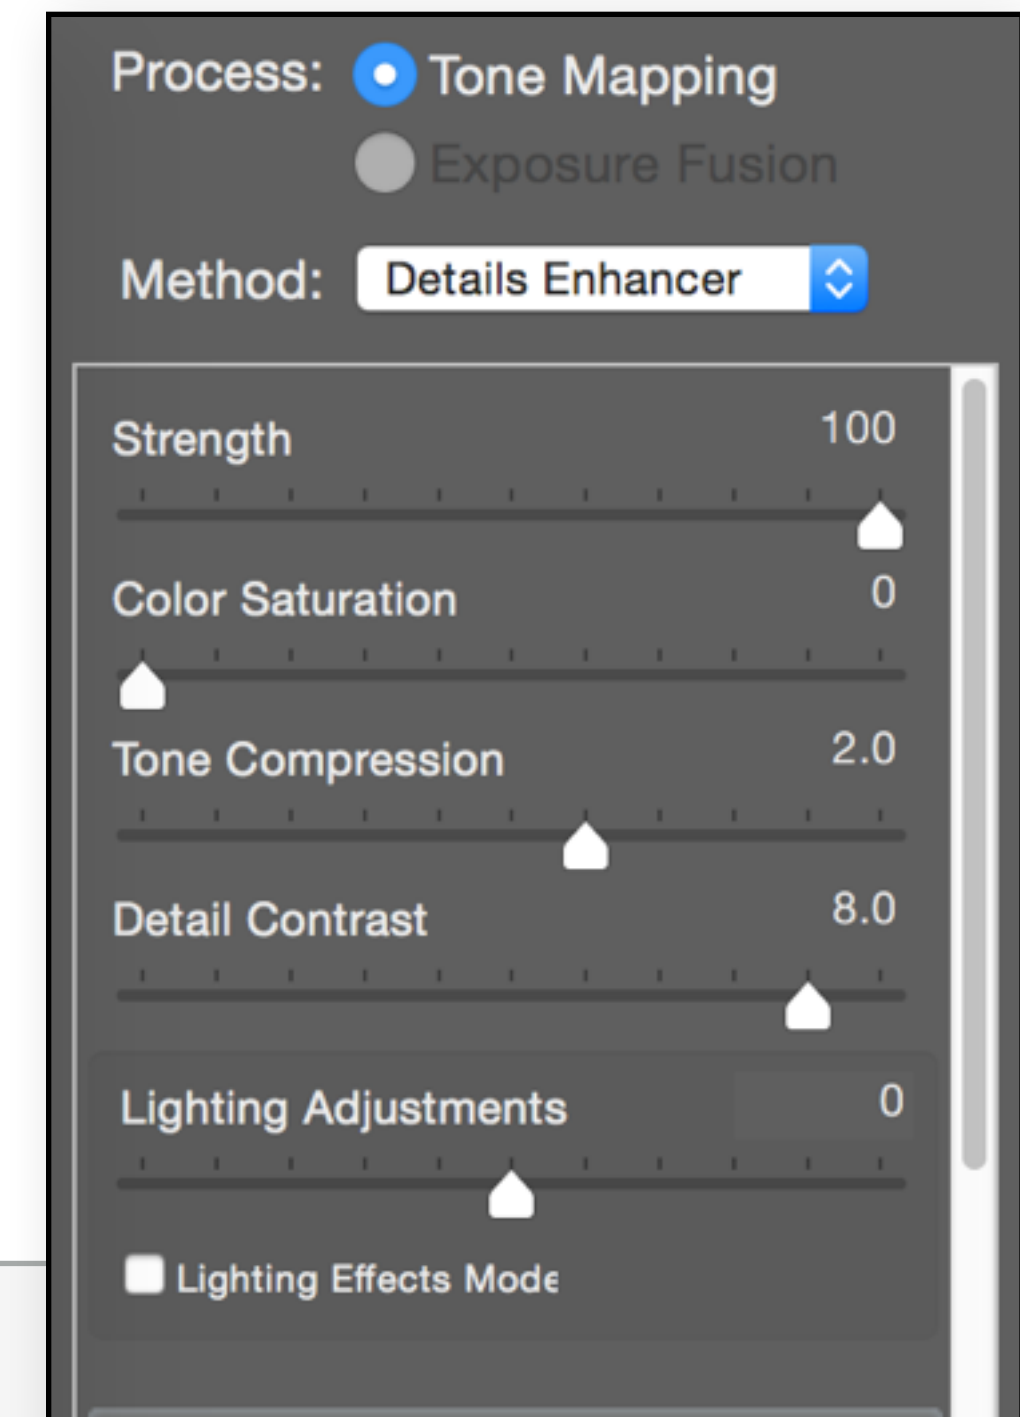 Process: Tone Mapping
Exposure Fusion
Method: Details Enhancer
Strength 100
Color Saturation 0
Tone Compression 2.0
Detail Contrast 8.0
Lighting Adjustments 0
Lighting Effects Mode